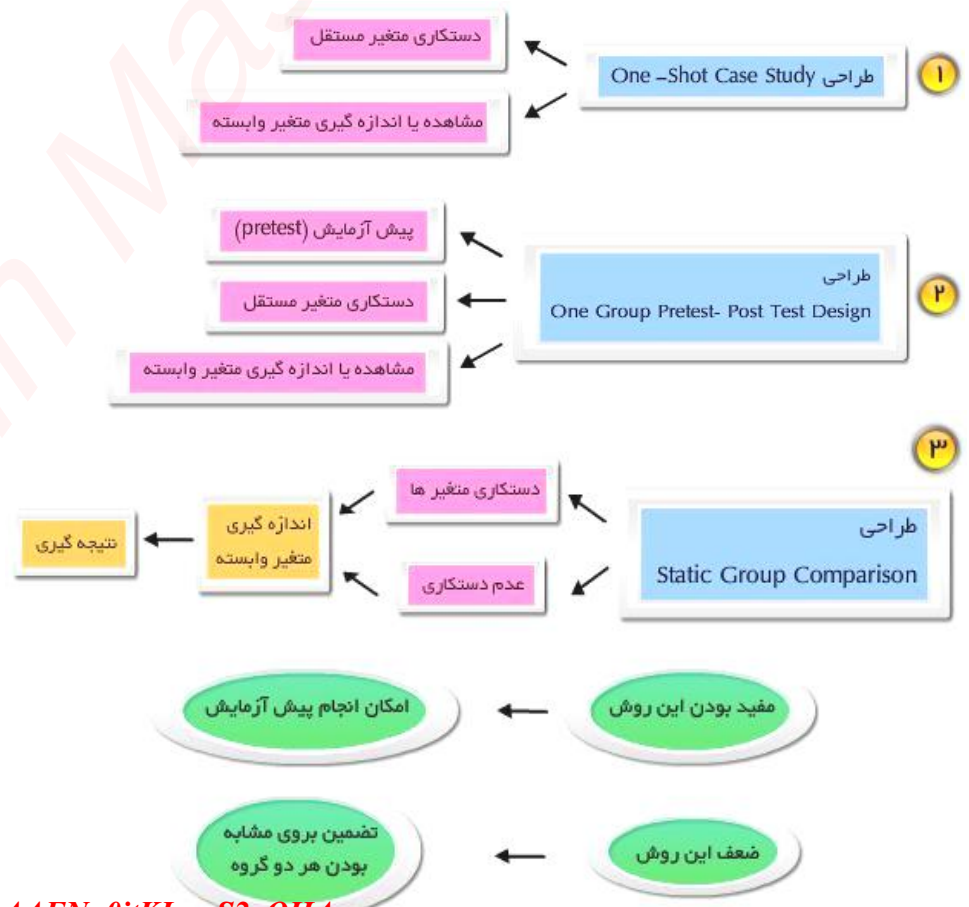 ۱
طراحی One –Shot Case Study
دستکاری متغیر مستقل
مشاهده یا اندازه گیری متغیر وابسته
۲
طراحی
One Group Pretest- Post Test Design
پیش آزمایش (pretest)
دستکاری متغیر مستقل
مشاهده یا اندازه گیری متغیر وابسته
۳
طراحی
Static Group Comparison
دستکاری متغیر ها
عدم دستکاری
اندازه گیری
متغیر وابسته
نتیجه گیری
مفید بودن این روش
امکان انجام پیش آزمایش
ضعف این روش
تضمین بروی مشابه
بودن هر دو گروه